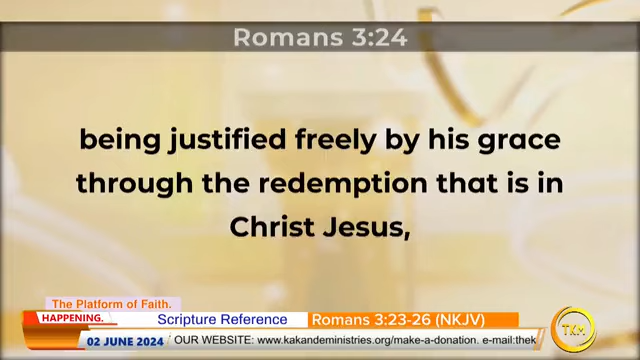 Romans 3:24
being justified freely by his grace
through the redemption that is in
Christ Jesus,
The Platform of Faith.
HAPPENING.
Scripture Reference
Romans 3:23-26 (NKJV)
02 JUNE 2024
OUR WEBSITE: www.kakandeministries.org/make-a-donation. e-mail:thek
TKM